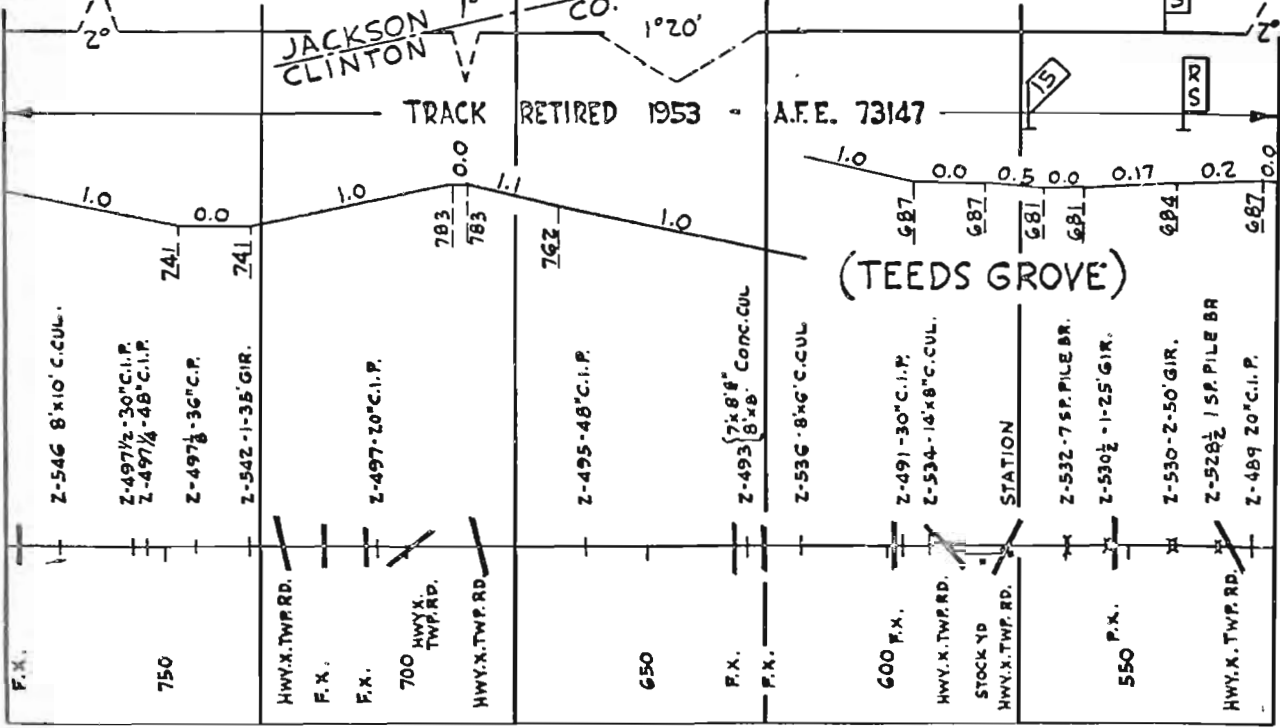 2°
JACKSON
CLINTON
1°
CO.
1°20'
S
2°
15
R
S
TRACK RETIRED 1953 - A.F.E. 73147
1.0
0.0
1.0
0.0
1.1
1.0
1.0
0.0
0.5
0.0
0.17
0.2
0.0
741
741
783
783
762
687
687
681
681
684
687
(TEEDS GROVE)
Z-546 8'x10' C.CUL.
Z-497½-30"C.I.P.
Z-497¼-48"C.I.P.
Z-497⅛-36"C.P.
Z-542-1-35'GIR.
Z-497-20"C.I.P.
Z-495-48"C.I.P.
Z-493 {7'x8'8" 8'x8' Conc.CUL
Z-536-8'x6' C.CUL
Z-491-30"C.I.P.
Z-534-14'x8'C.CUL.
STATION
Z-532-7 SP.PILE BR.
Z-530½-1-25'GIR.
Z-530-2-50'GIR.
Z-528½ 1 SP. PILE BR
Z-489 20"C.I.P.
F.X.
750
HWY.X.TWP.RD.
F.X.
F.X.
700
HWY.X.
TWP.RD.
HWY.X.TWP.RD
650
F.X.
F.X.
600
F.X.
HWY.X.TWP.RD.
STOCK YD
HWY.X.TWP.RD.
550
P.X.
HWY.X.TWP.RD.